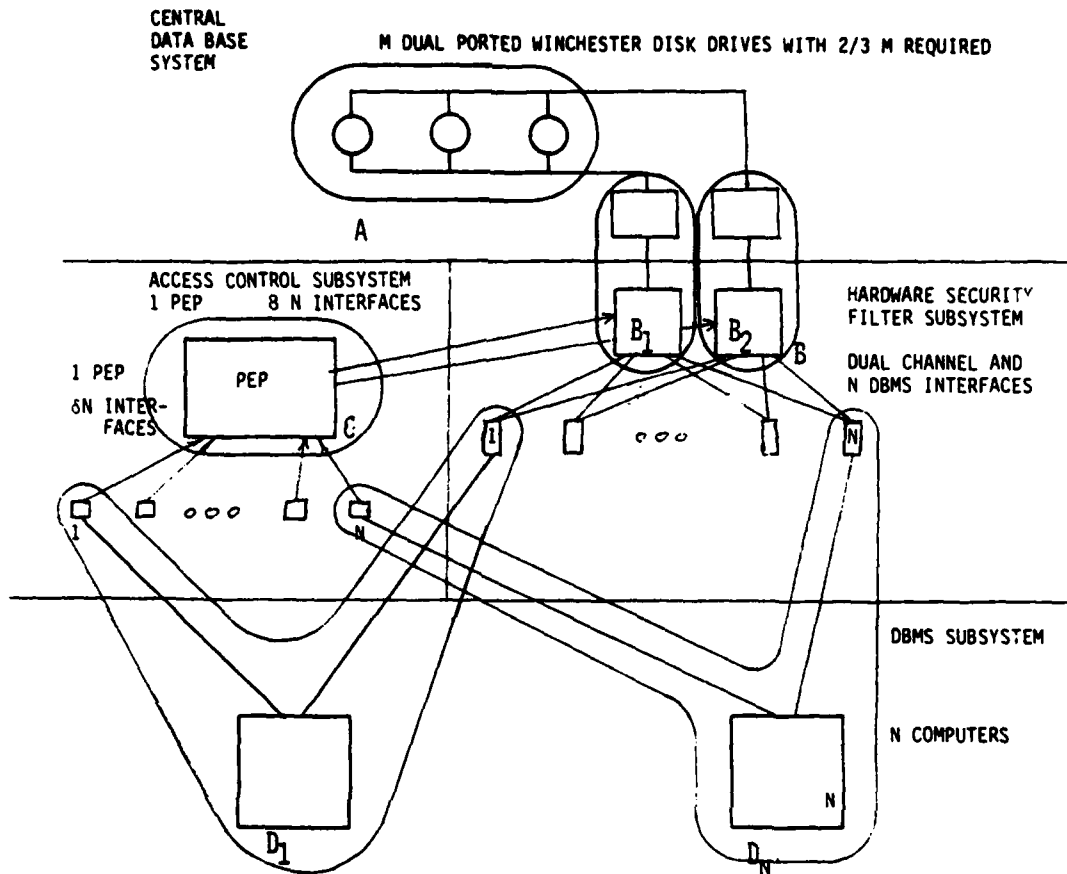 CENTRAL
DATA BASE
SYSTEM
M DUAL PORTED WINCHESTER DISK DRIVES WITH 2/3 M REQUIRED
A
ACCESS CONTROL SUBSYSTEM
1 PEP 8 N INTERFACES
HARDWARE SECURITY
FILTER SUBSYSTEM
B1
B2
B
DUAL CHANNEL AND
N DBMS INTERFACES
1 PEP
δN INTER-
FACES
PEP
C
1
N
1
N
DBMS SUBSYSTEM
N COMPUTERS
N
D1
DN